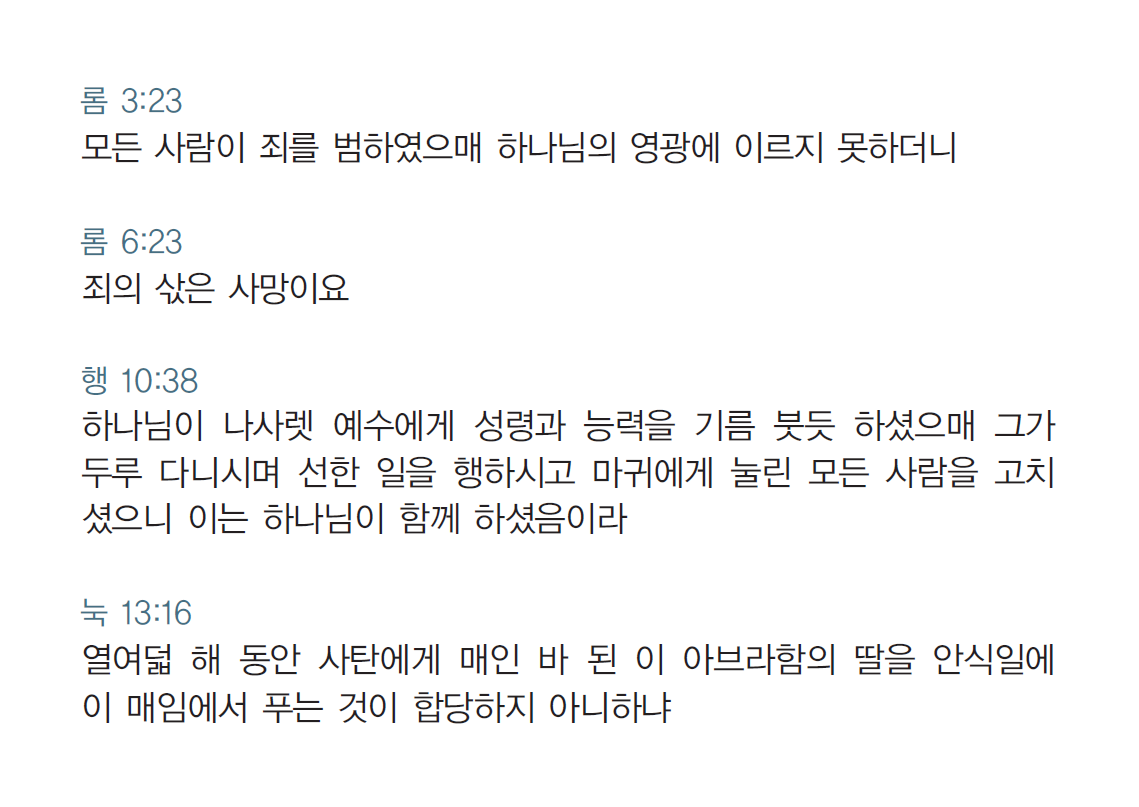 롬 3:23
모든 사람이 죄를 범하였으매 하나님의 영광에 이르지 못하더니
롬 6:23
죄의 삯은 사망이요
행 10:38
하나님이 나사렛 예수에게 성령과 능력을 기름 붓듯 하셨으매 그가
두루 다니시며 선한 일을 행하시고 마귀에게 눌린 모든 사람을 고치
셨으니 이는 하나님이 함께 하셨음이라
눅 13:16
열여덟 해 동안 사탄에게 매인 바 된 이 아브라함의 딸을 안식일에
이 매임에서 푸는 것이 합당하지 아니하냐